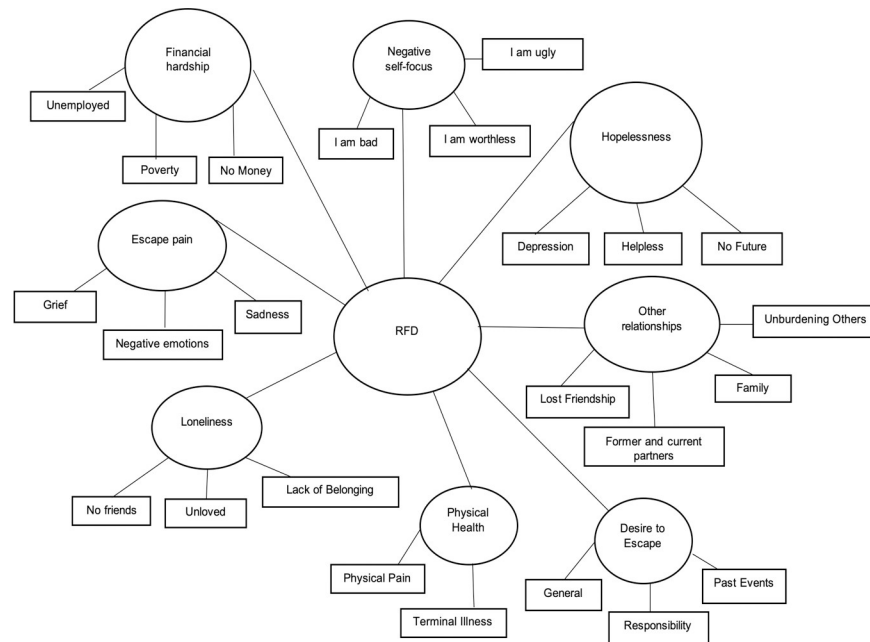 Financial
hardship
Unemployed
Poverty
No Money
Negative
self-focus
I am ugly
I am bad
I am worthless
Hopelessness
Depression
Helpless
No Future
Escape pain
Grief
Negative emotions
Sadness
RFD
Other
relationships
Unburdening Others
Lost Friendship
Family
Former and current
partners
Loneliness
No friends
Unloved
Lack of Belonging
Physical
Health
Physical Pain
Terminal Illness
Desire to
Escape
General
Responsibility
Past Events